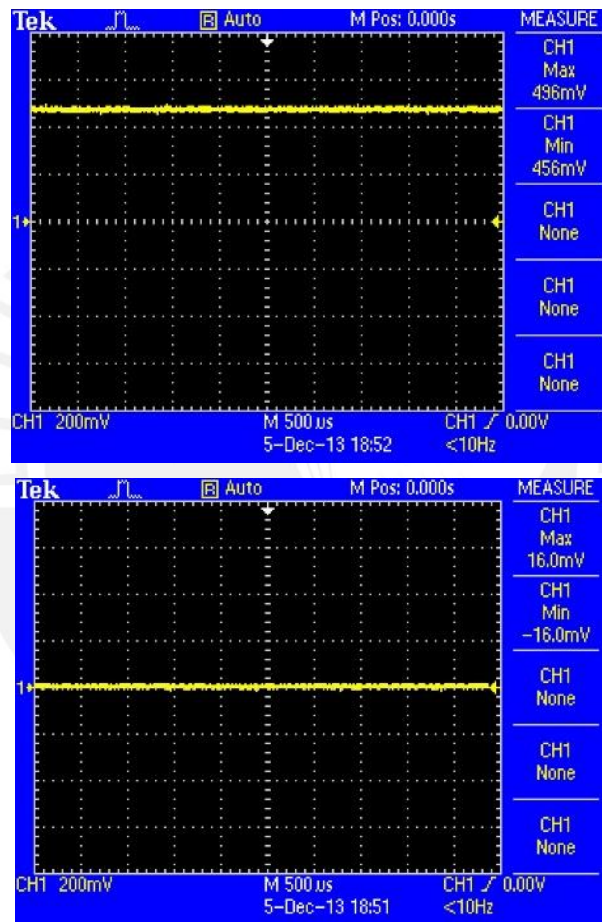 Tek R Auto M Pos: 0.000s MEASURE
CH1
Max
496mV
CH1
Min
456mV
1
CH1
None
CH1
None
CH1
None
CH1 200mV M 500µs CH1 0.00V
5-Dec-13 18:52 <10Hz
Tek R Auto M Pos: 0.000s MEASURE
CH1
Max
16.0mV
CH1
Min
-16.0mV
1
CH1
None
CH1
None
CH1
None
CH1 200mV M 500µs CH1 0.00V
5-Dec-13 18:51 <10Hz